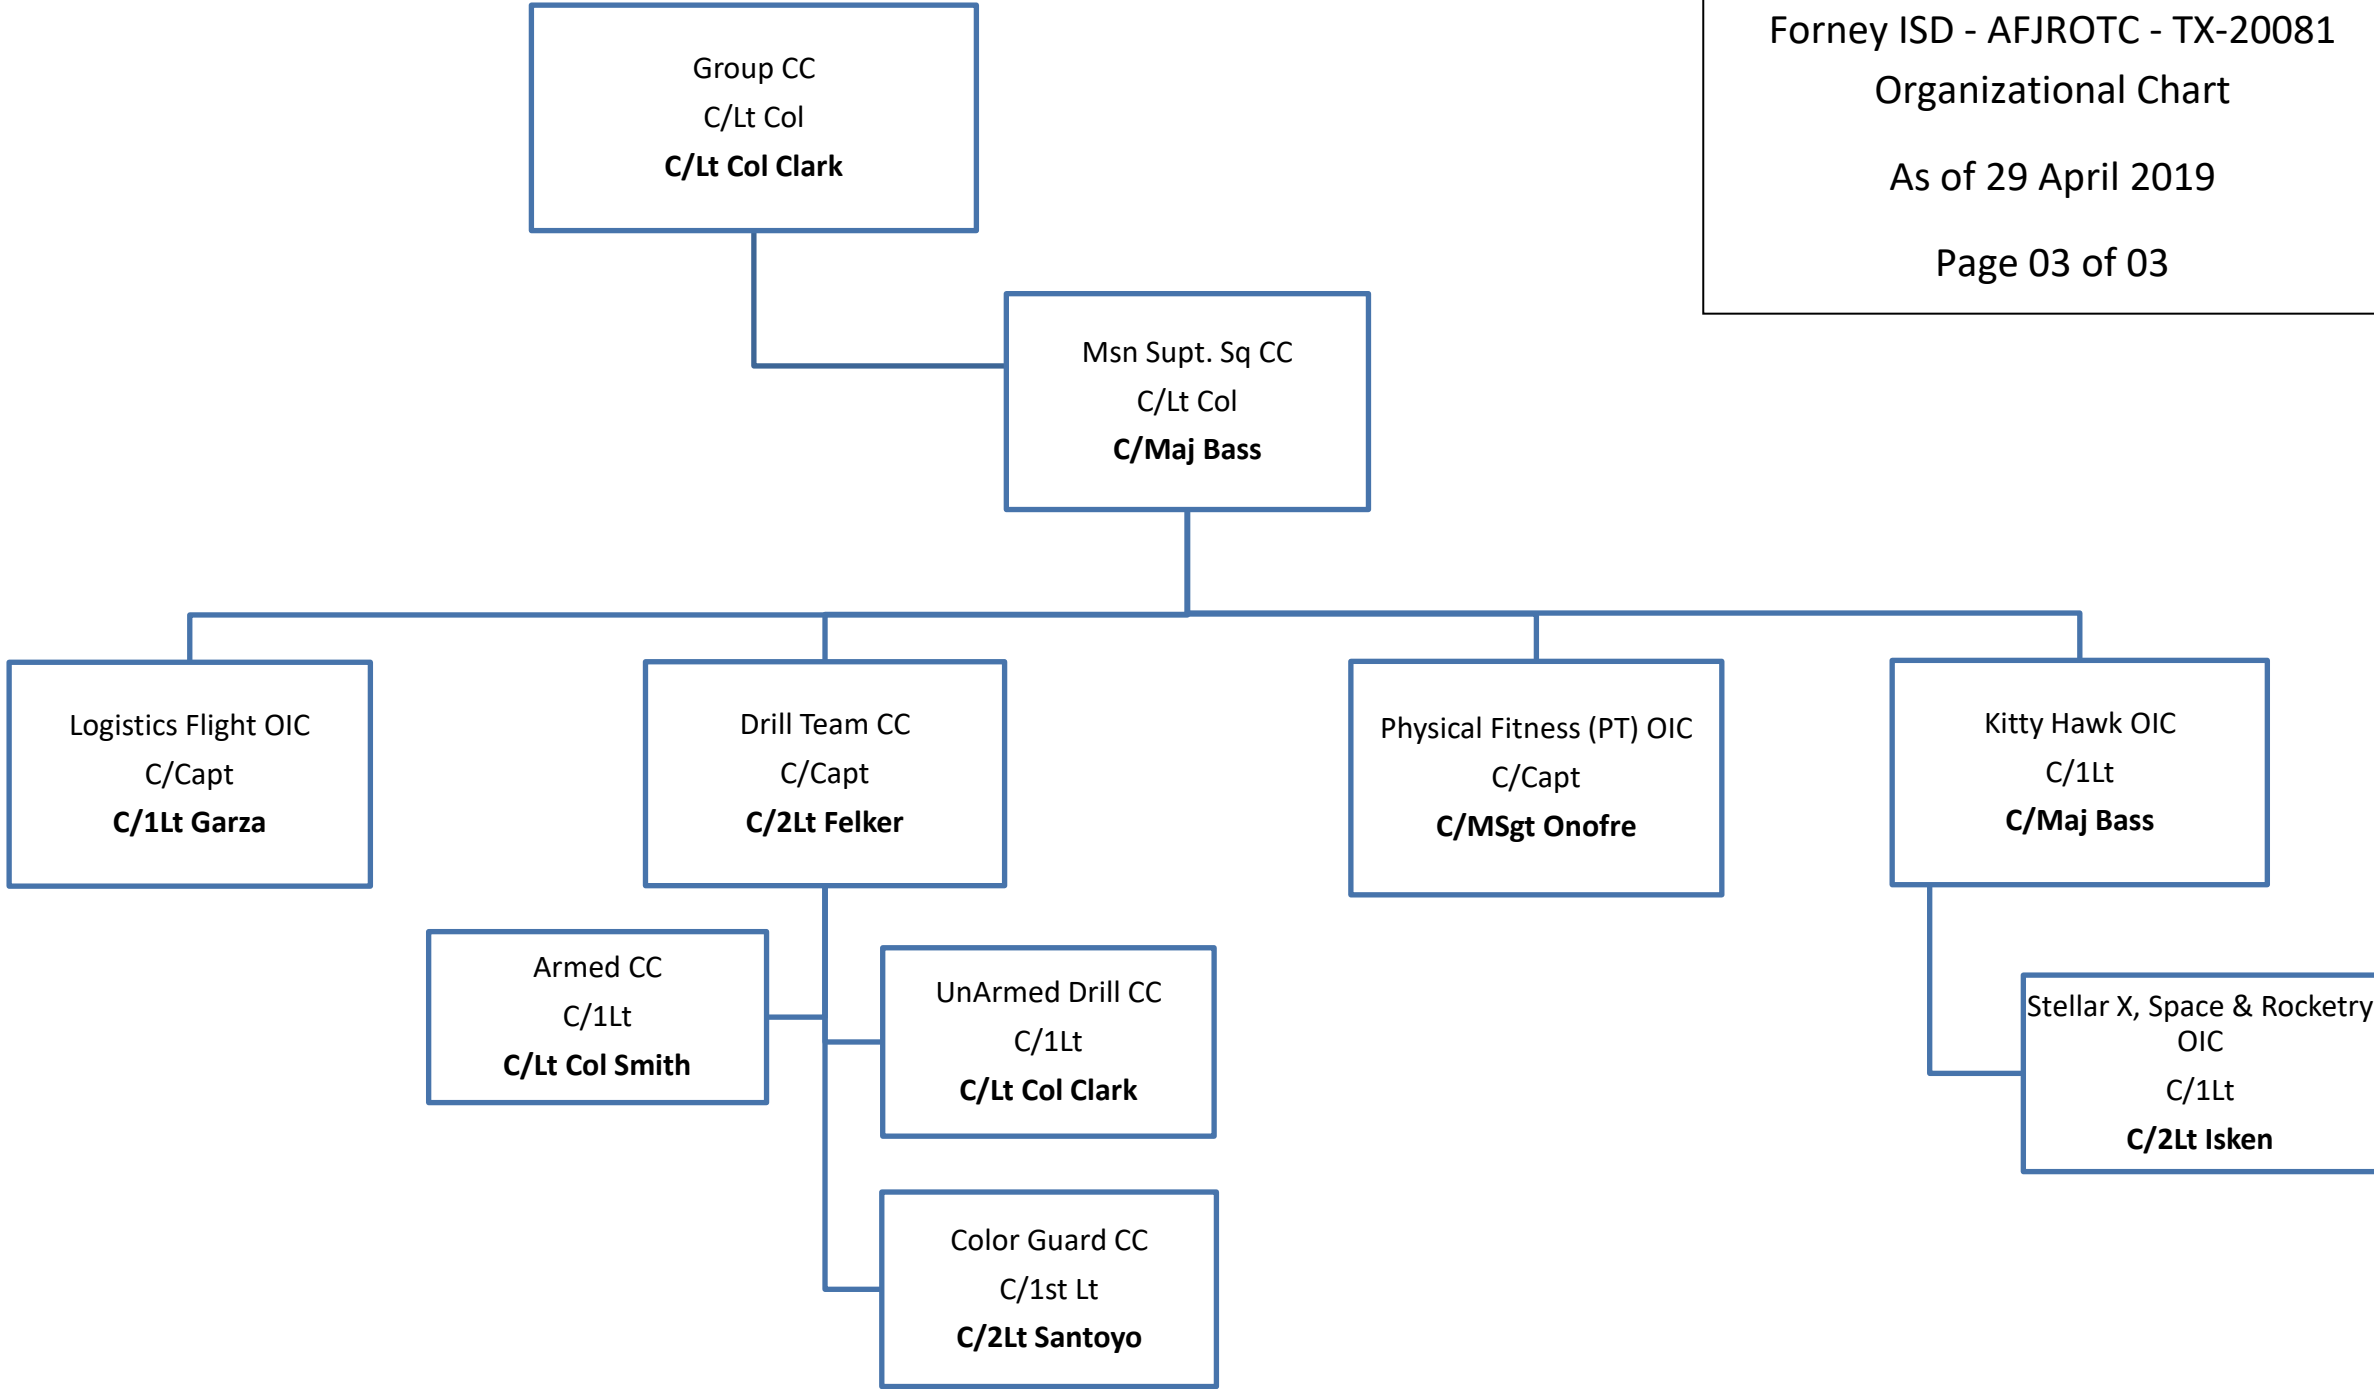 Forney ISD - AFJROTC - TX-20081
Organizational Chart
As of 29 April 2019
Page 03 of 03
Group CC
C/Lt Col
C/Lt Col Clark
Msn Supt. Sq CC
C/Lt Col
C/Maj Bass
Logistics Flight OIC
C/Capt
C/1Lt Garza
Drill Team CC
C/Capt
C/2Lt Felker
Physical Fitness (PT) OIC
C/Capt
C/MSgt Onofre
Kitty Hawk OIC
C/1Lt
C/Maj Bass
Armed CC
C/1Lt
C/Lt Col Smith
UnArmed Drill CC
C/1Lt
C/Lt Col Clark
Stellar X, Space & Rocketry
OIC
C/1Lt
C/2Lt Isken
Color Guard CC
C/1st Lt
C/2Lt Santoyo